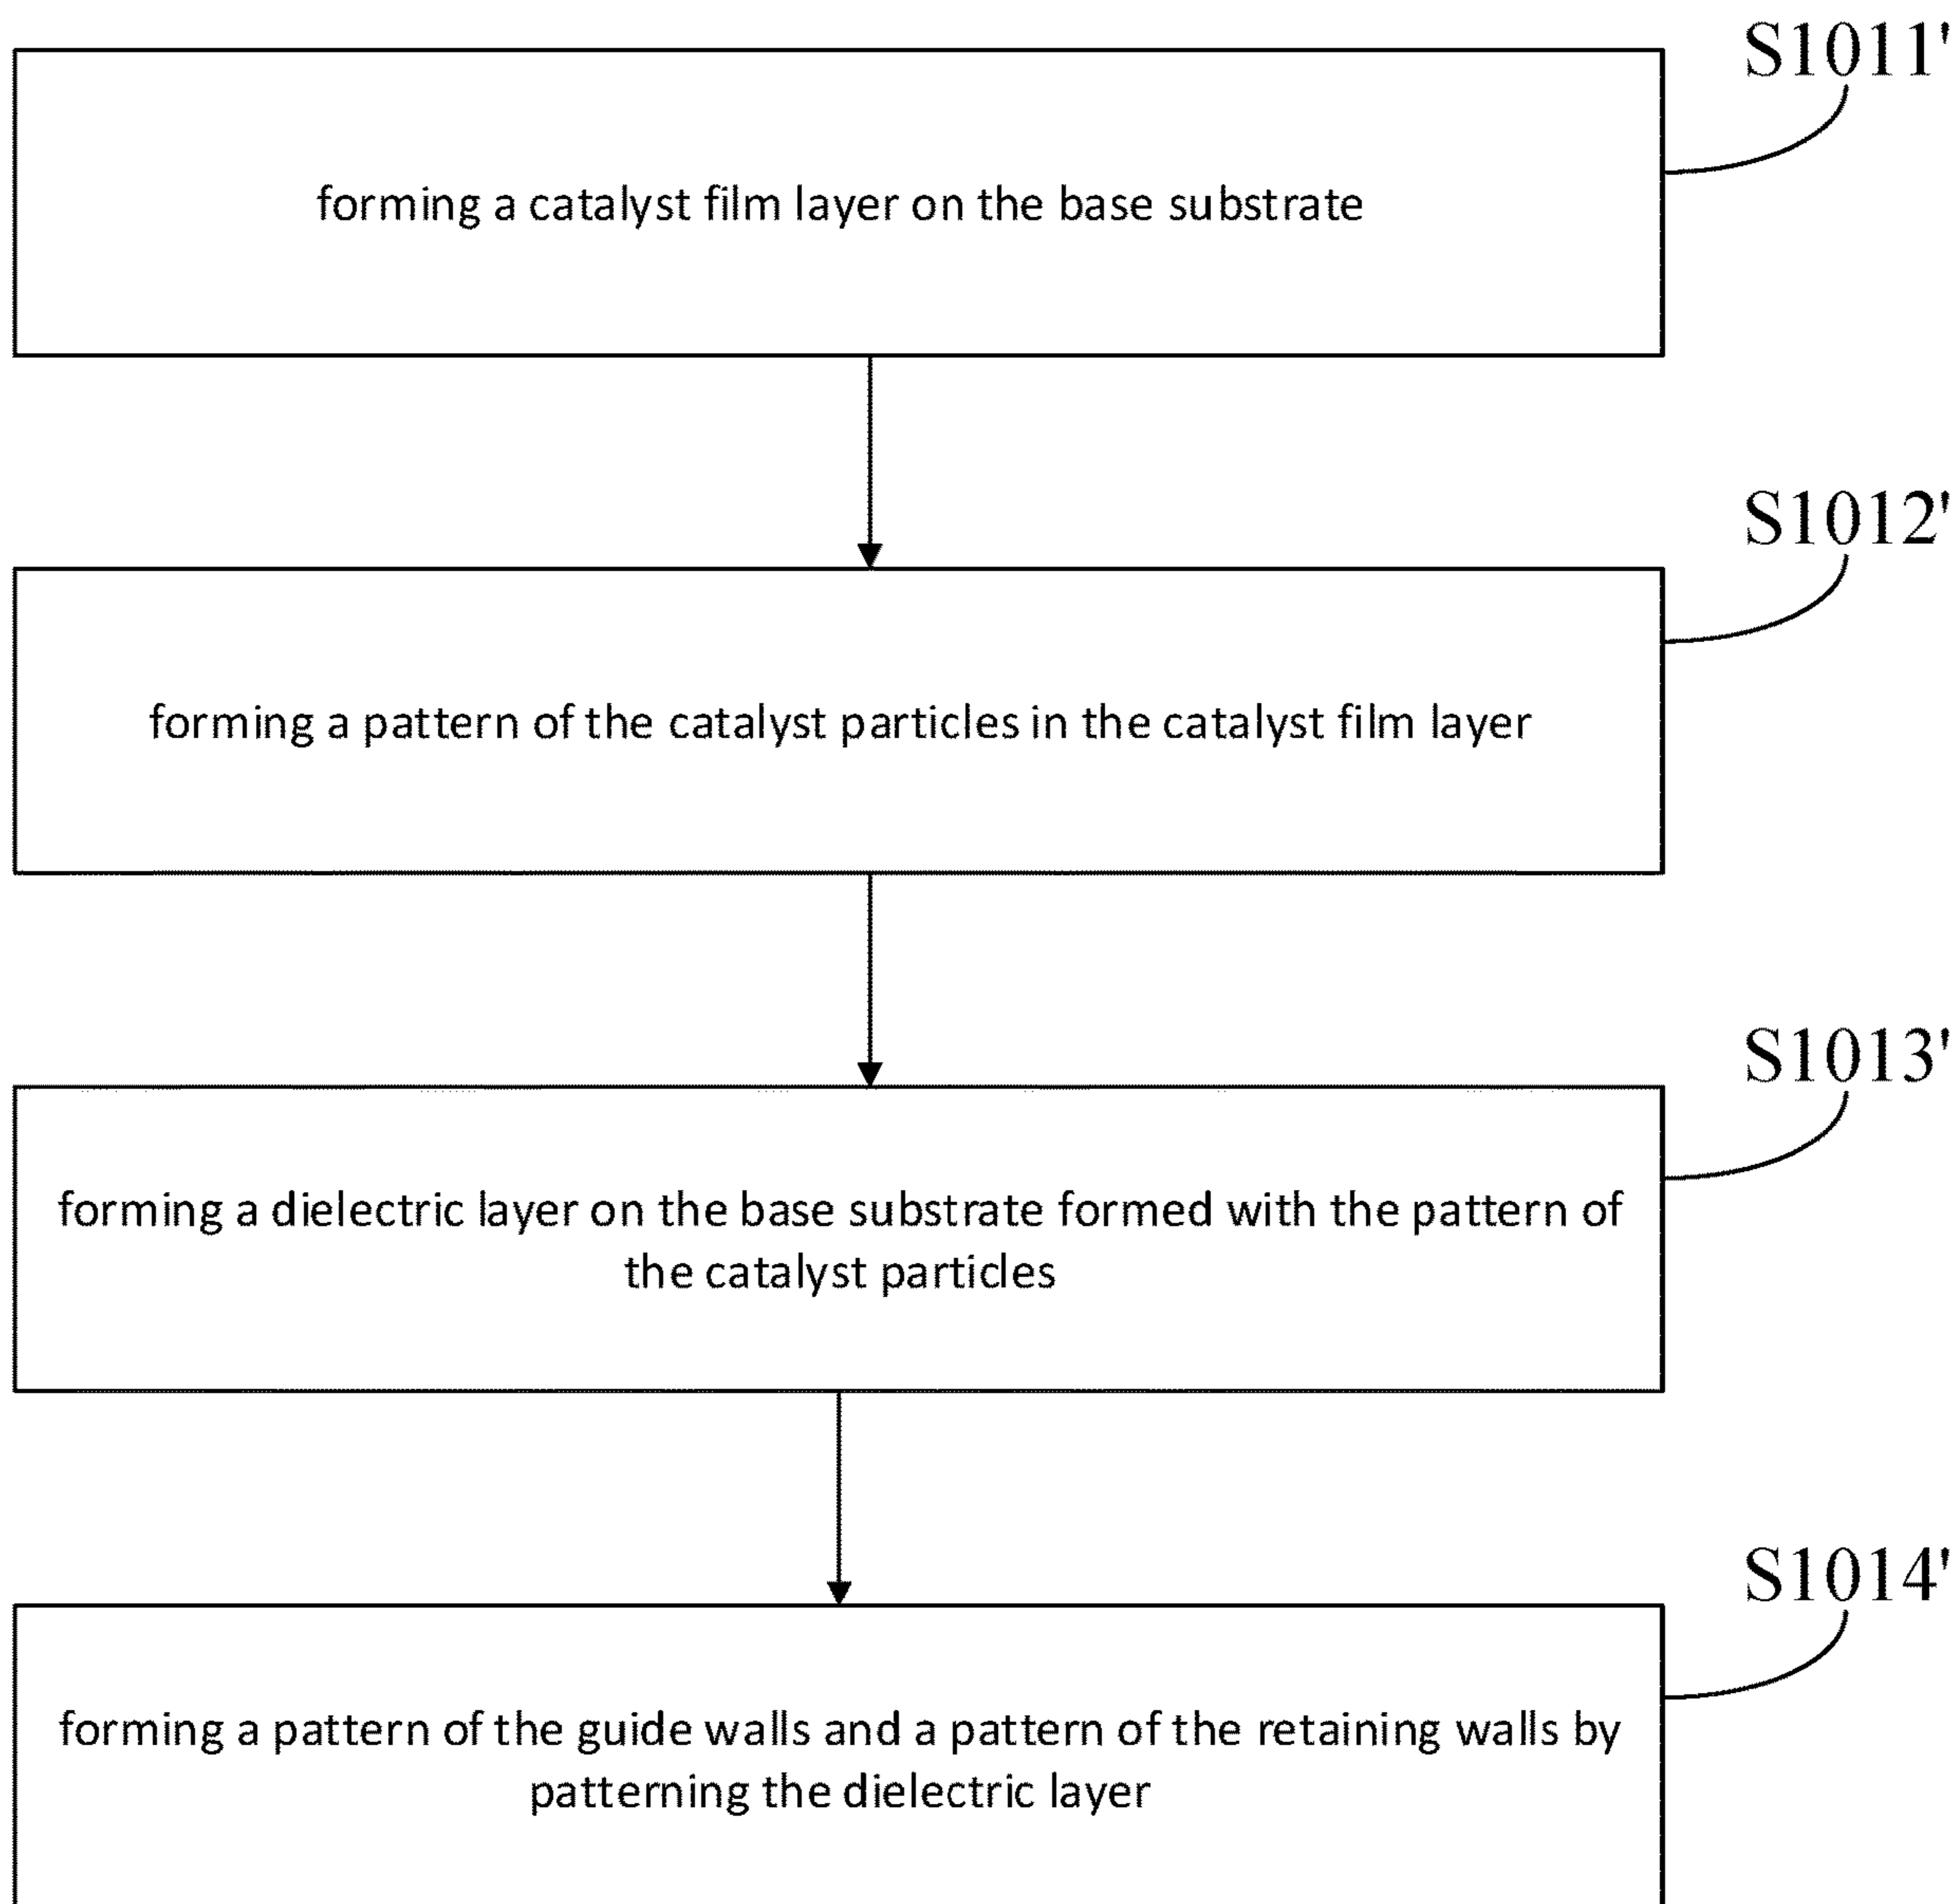 S1011'
forming a catalyst film layer on the base substrate
S1012'
forming a pattern of the catalyst particles in the catalyst film layer
S1013'
forming a dielectric layer on the base substrate formed with the pattern of
the catalyst particles
S1014'
forming a pattern of the guide walls and a pattern of the retaining walls by
patterning the dielectric layer